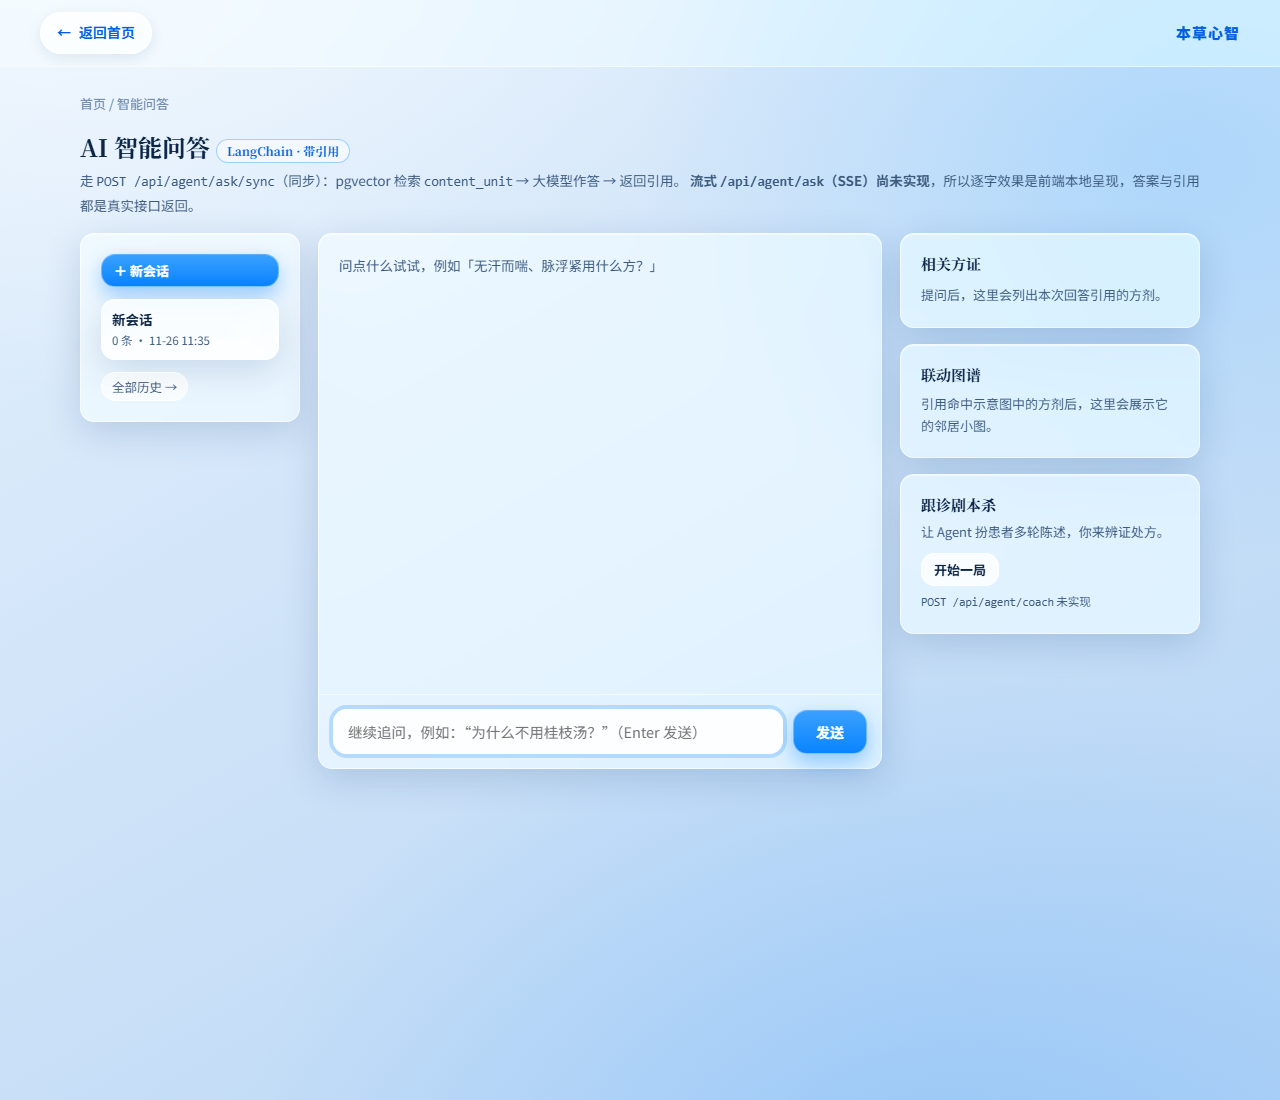 ← 返回首页
本草心智
首页 / 智能问答
AI 智能问答 LangChain · 带引用
走 POST /api/agent/ask/sync（同步）：pgvector 检索 content_unit → 大模型作答 → 返回引用。 流式 /api/agent/ask（SSE）尚未实现，所以逐字效果是前端本地呈现，答案与引用
都是真实接口返回。
＋ 新会话
新会话
0 条 · 11-26 11:35
全部历史 →
问点什么试试，例如「无汗而喘、脉浮紧用什么方？」
继续追问，例如：“为什么不用桂枝汤？”（Enter 发送）
发送
相关方证
提问后，这里会列出本次回答引用的方剂。
联动图谱
引用命中示意图中的方剂后，这里会展示它
的邻居小图。
跟诊剧本杀
让 Agent 扮患者多轮陈述，你来辨证处方。
开始一局
POST /api/agent/coach 未实现